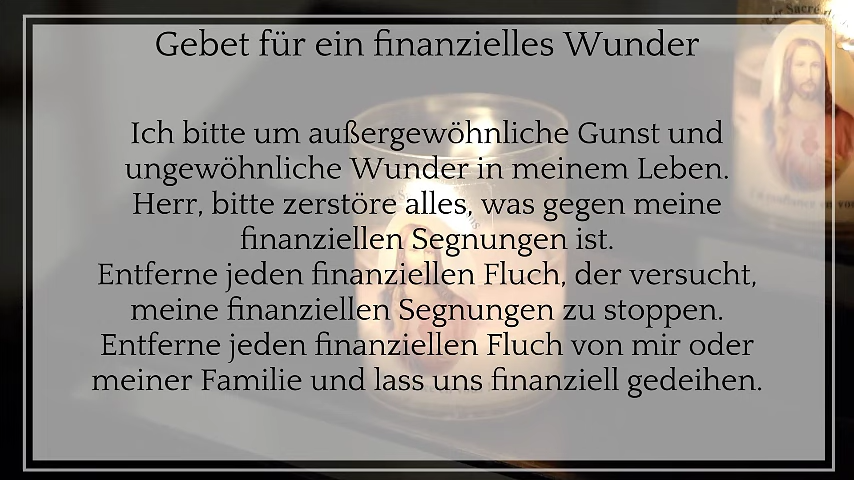 Gebet für ein finanzielles Wunder
Ich bitte um außergewöhnliche Gunst und
ungewöhnliche Wunder in meinem Leben.
Herr, bitte zerstöre alles, was gegen meine
finanziellen Segnungen ist.
Entferne jeden finanziellen Fluch, der versucht,
meine finanziellen Segnungen zu stoppen.
Entferne jeden finanziellen Fluch von mir oder
meiner Familie und lass uns finanziell gedeihen.
Sacré